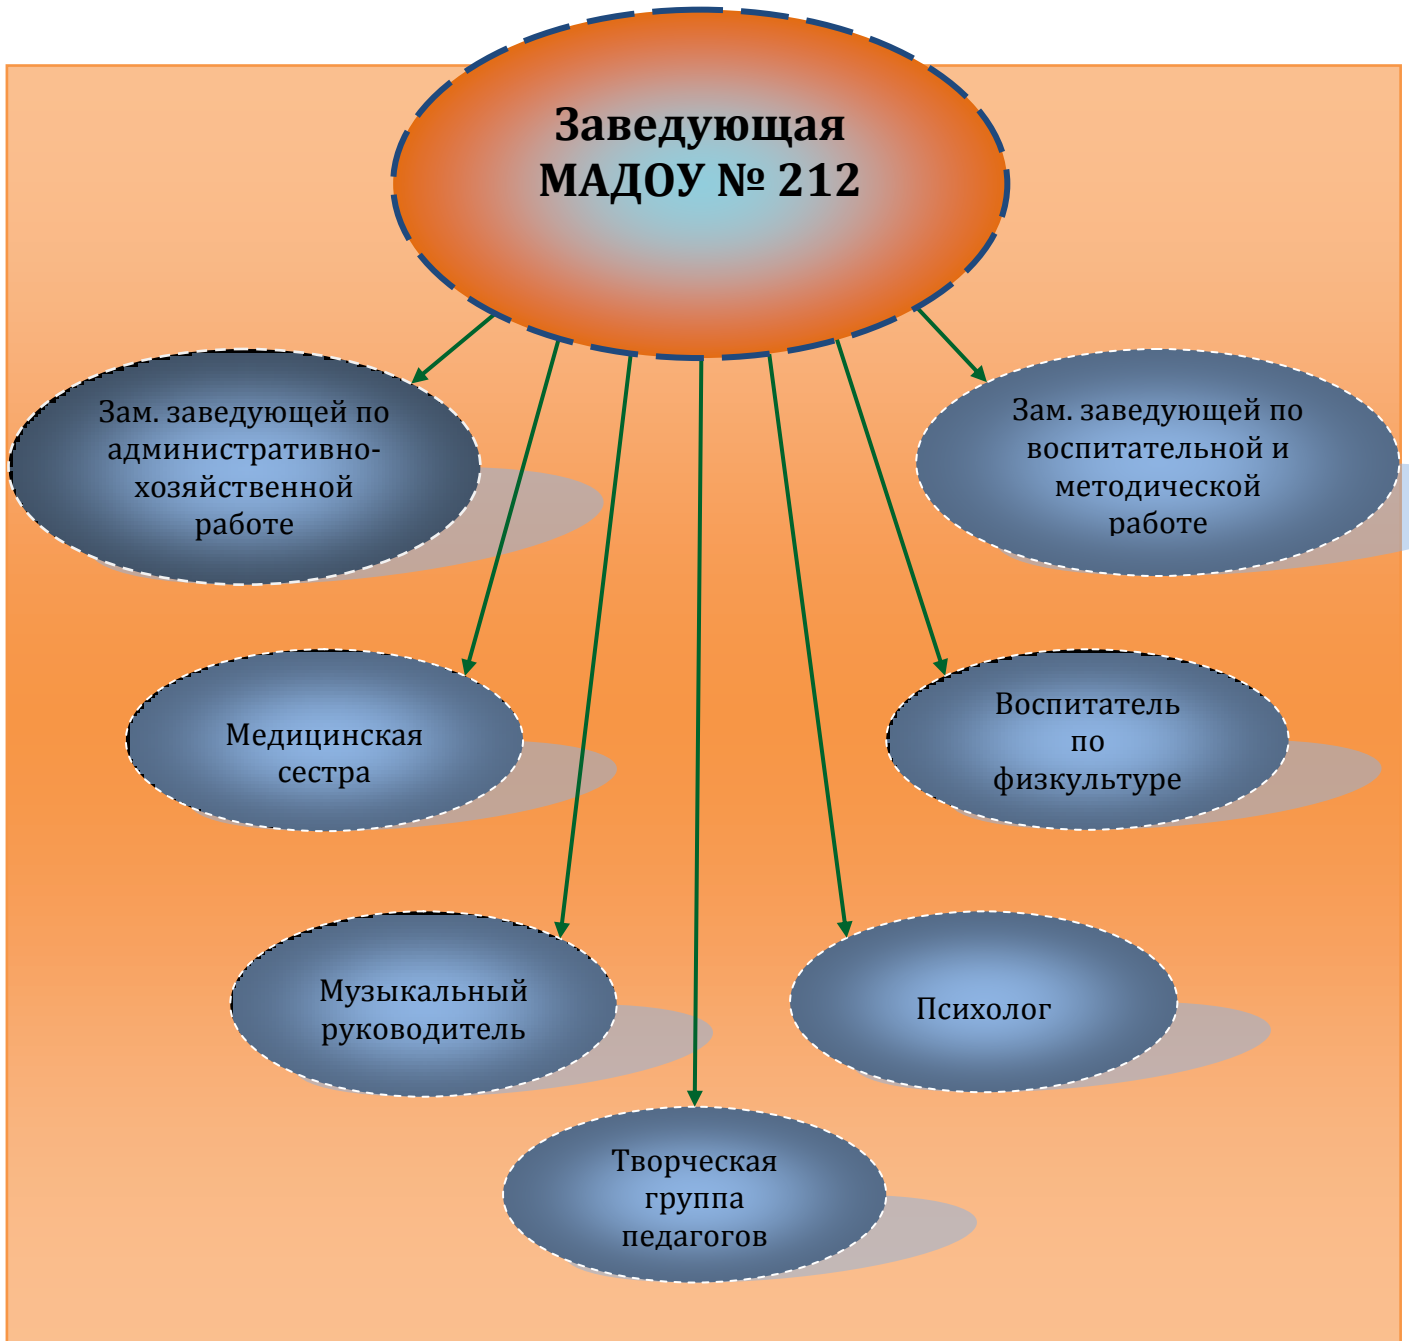 Заведующая
МАДОУ № 212
Зам. заведующей по
административно-
хозяйственной
работе
Зам. заведующей по
воспитательной и
методической
работе
Медицинская
сестра
Воспитатель
по
физкультуре
Музыкальный
руководитель
Психолог
Творческая
группа
педагогов